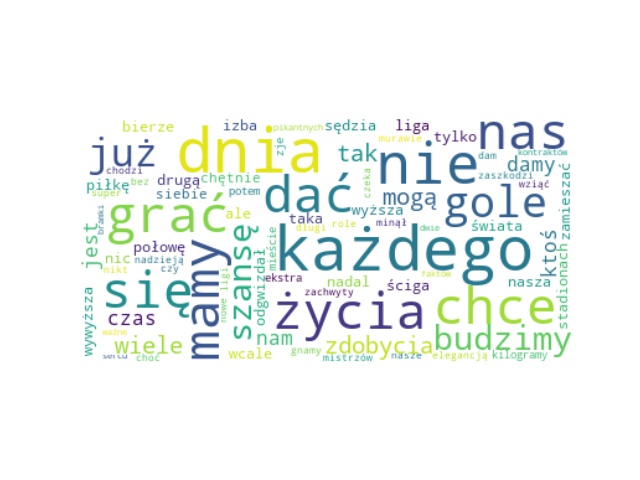 bierze
izba
pikantnych
sędzia
liga
nas
już
dnia
zje
murawie
tylko
tak
nie
dam
kontraktów
damy
chodzi
piłkę
bez
drugą
chętnie
siebie
potem
dać
czeka
mogą
gole
zaszkodzi
wziąć
zamieszać
super
grać
ale
taka
wyższa
minął
świata
bramki
jest
połowę
szansę
mieście
długi
role
dwie
każdego
ktoś
nic
nadzieją
nikt
czy
mamy
nowe ligi
odgwizdał
ekstra
nadal
faktów
ściga
nasza
stadionach
się
zachwyty
życia
chce
wywyższa
czas
ważne
wiele
nam
zdobycia
budzimy
serca
choć
wcale
gnamy
mistrzów
nasze
elegancją
kilogramy